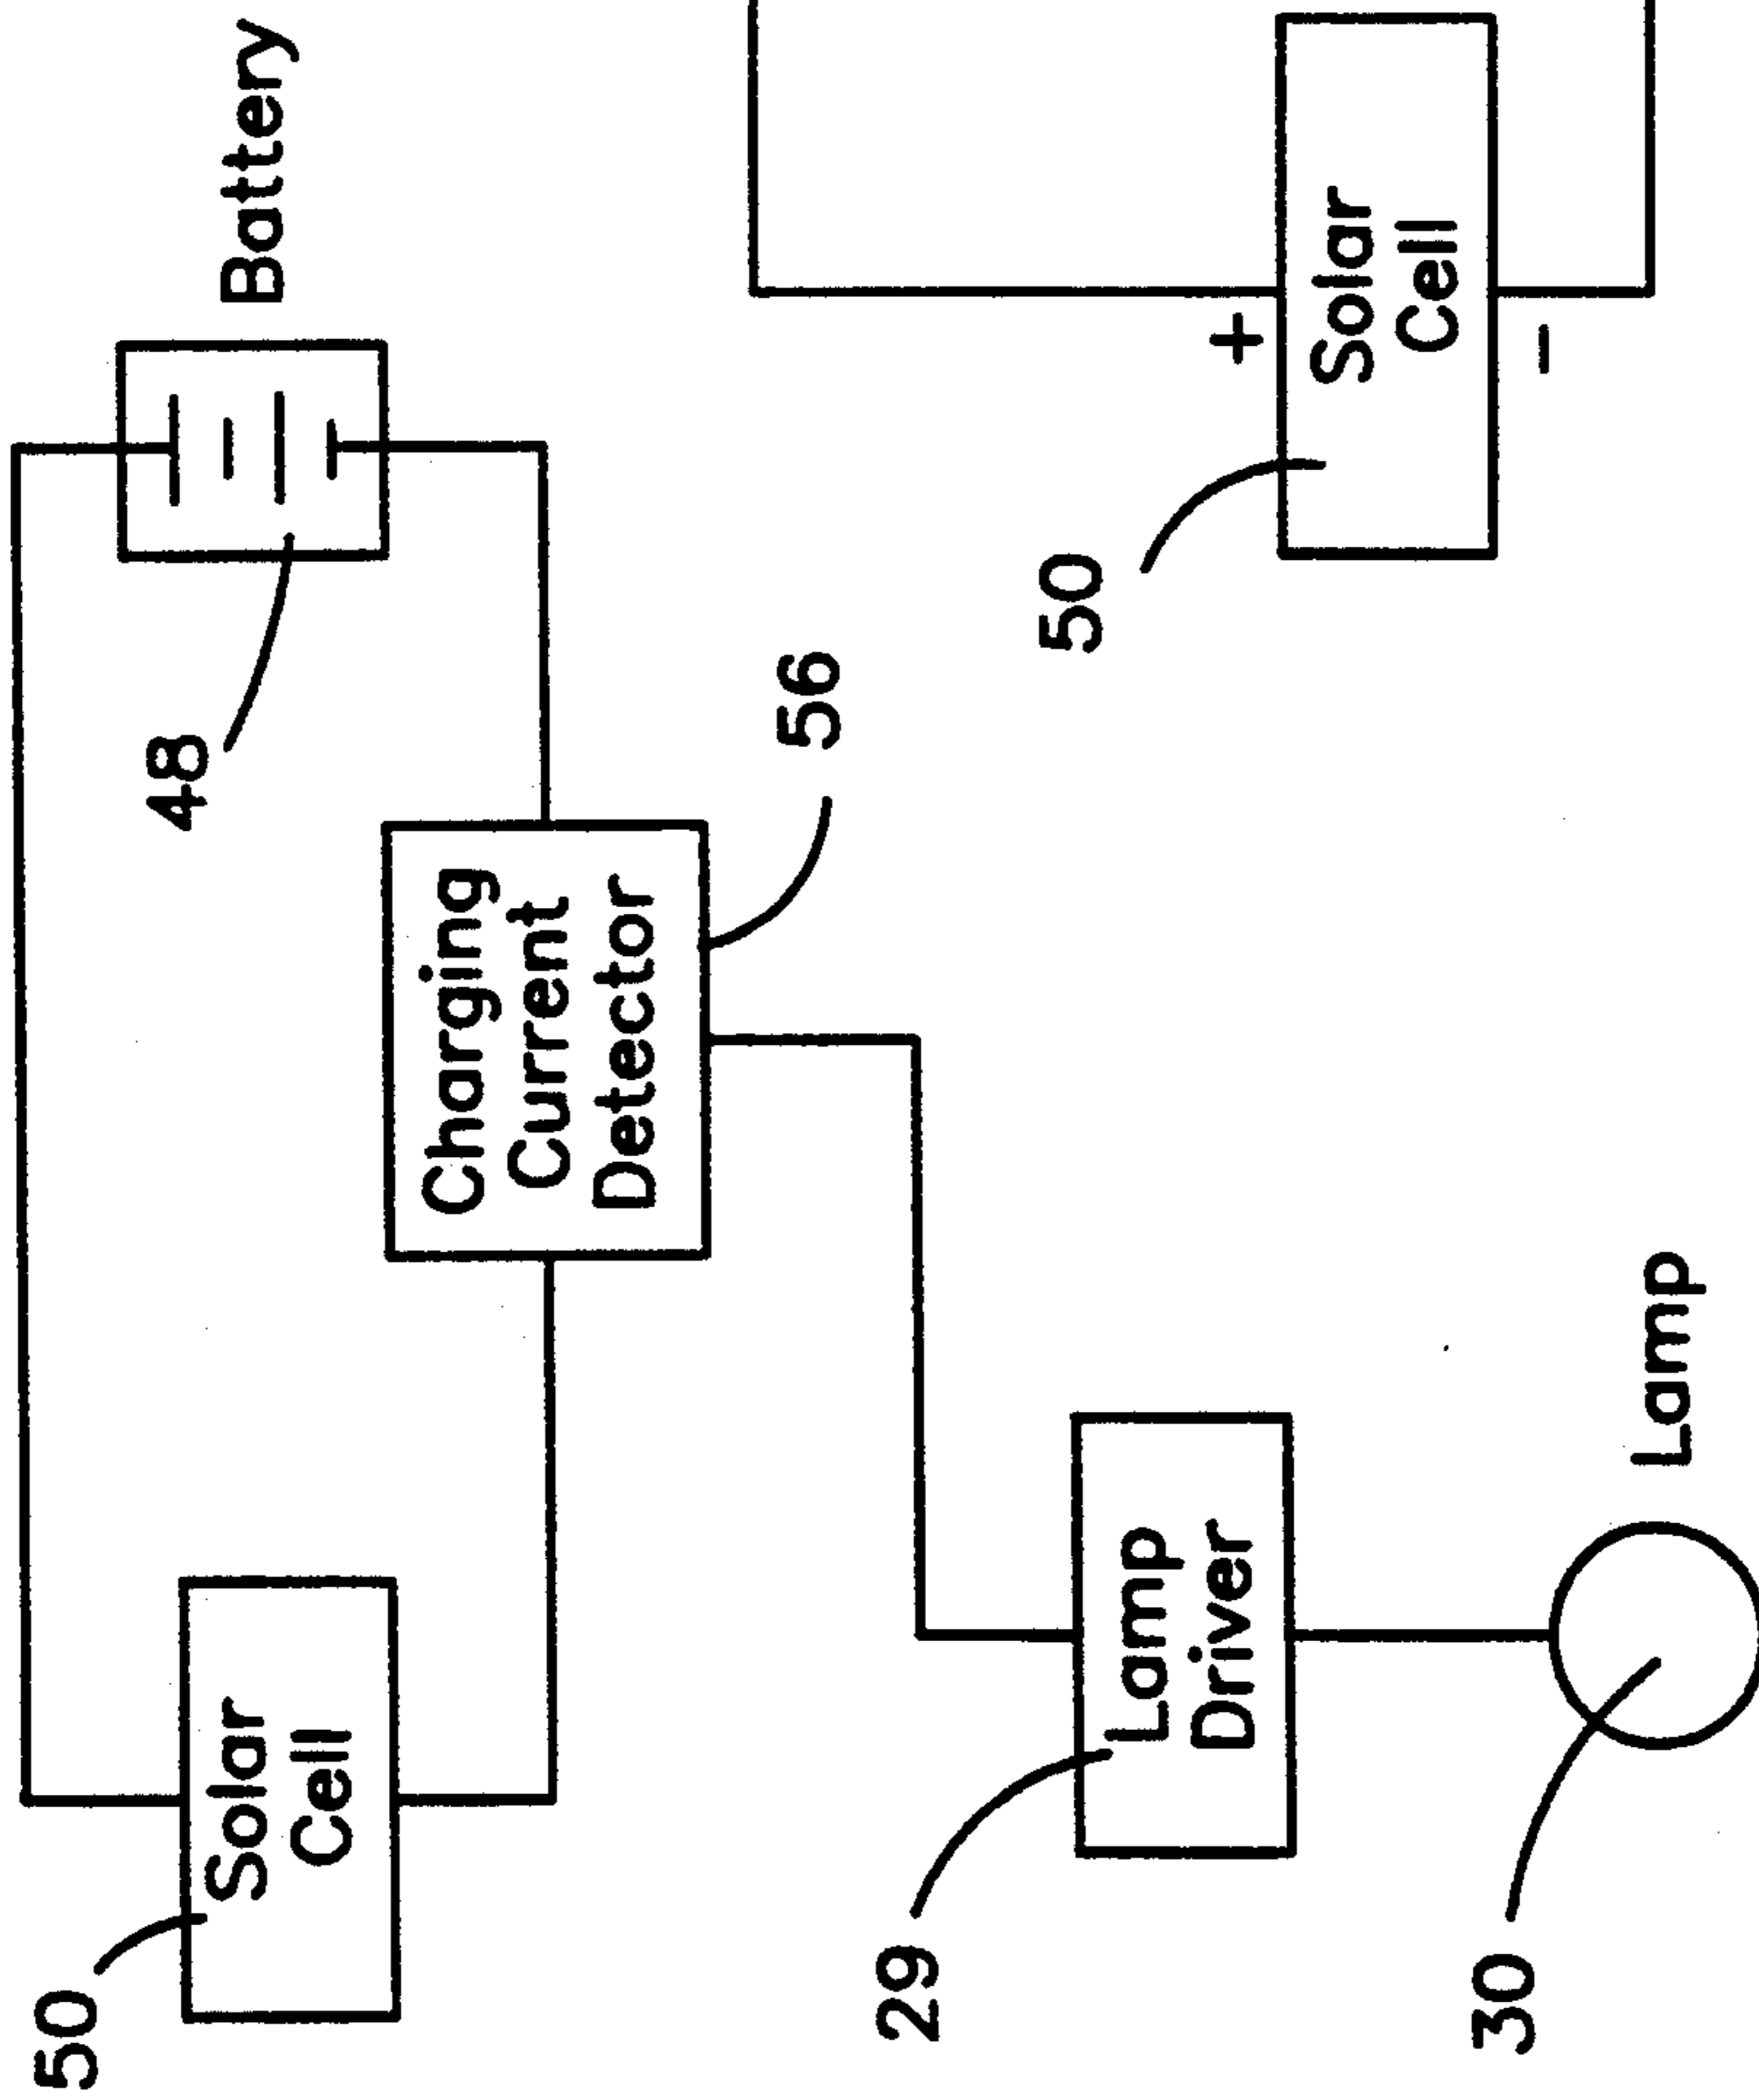 50
Solar
Cell
48
Battery
Charging
Current
Detector
56
29
Lamp
Driver
30
Lamp
50
+
Solar
Cell
−